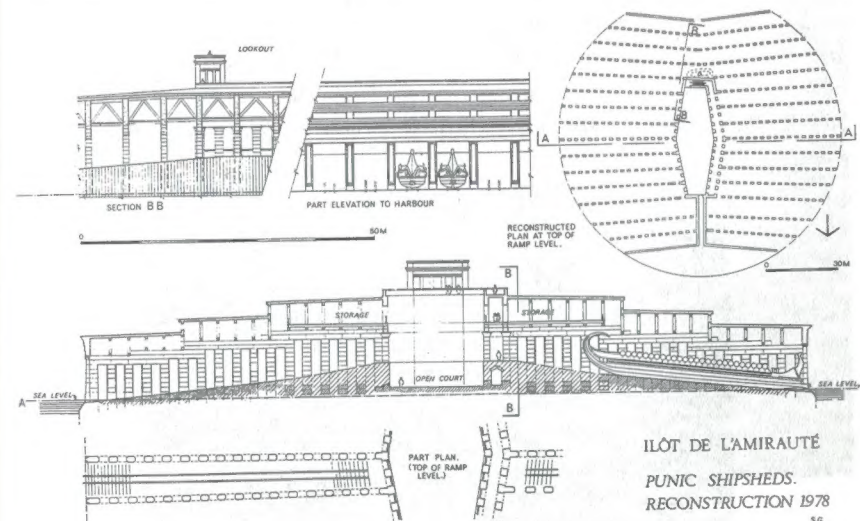 LOOKOUT
SECTION BB
PART ELEVATION TO HARBOUR
0
50M
B
B
A
A
RECONSTRUCTED
PLAN AT TOP OF
RAMP LEVEL.
0
30M
B
STORAGE
STORAGE
SEA LEVEL
OPEN COURT
SEA LEVEL
A
B
PART PLAN.
(TOP OF RAMP
LEVEL.)
ILÔT DE L'AMIRAUTÉ
PUNIC SHIPSHEDS.
RECONSTRUCTION 1978
S.G.